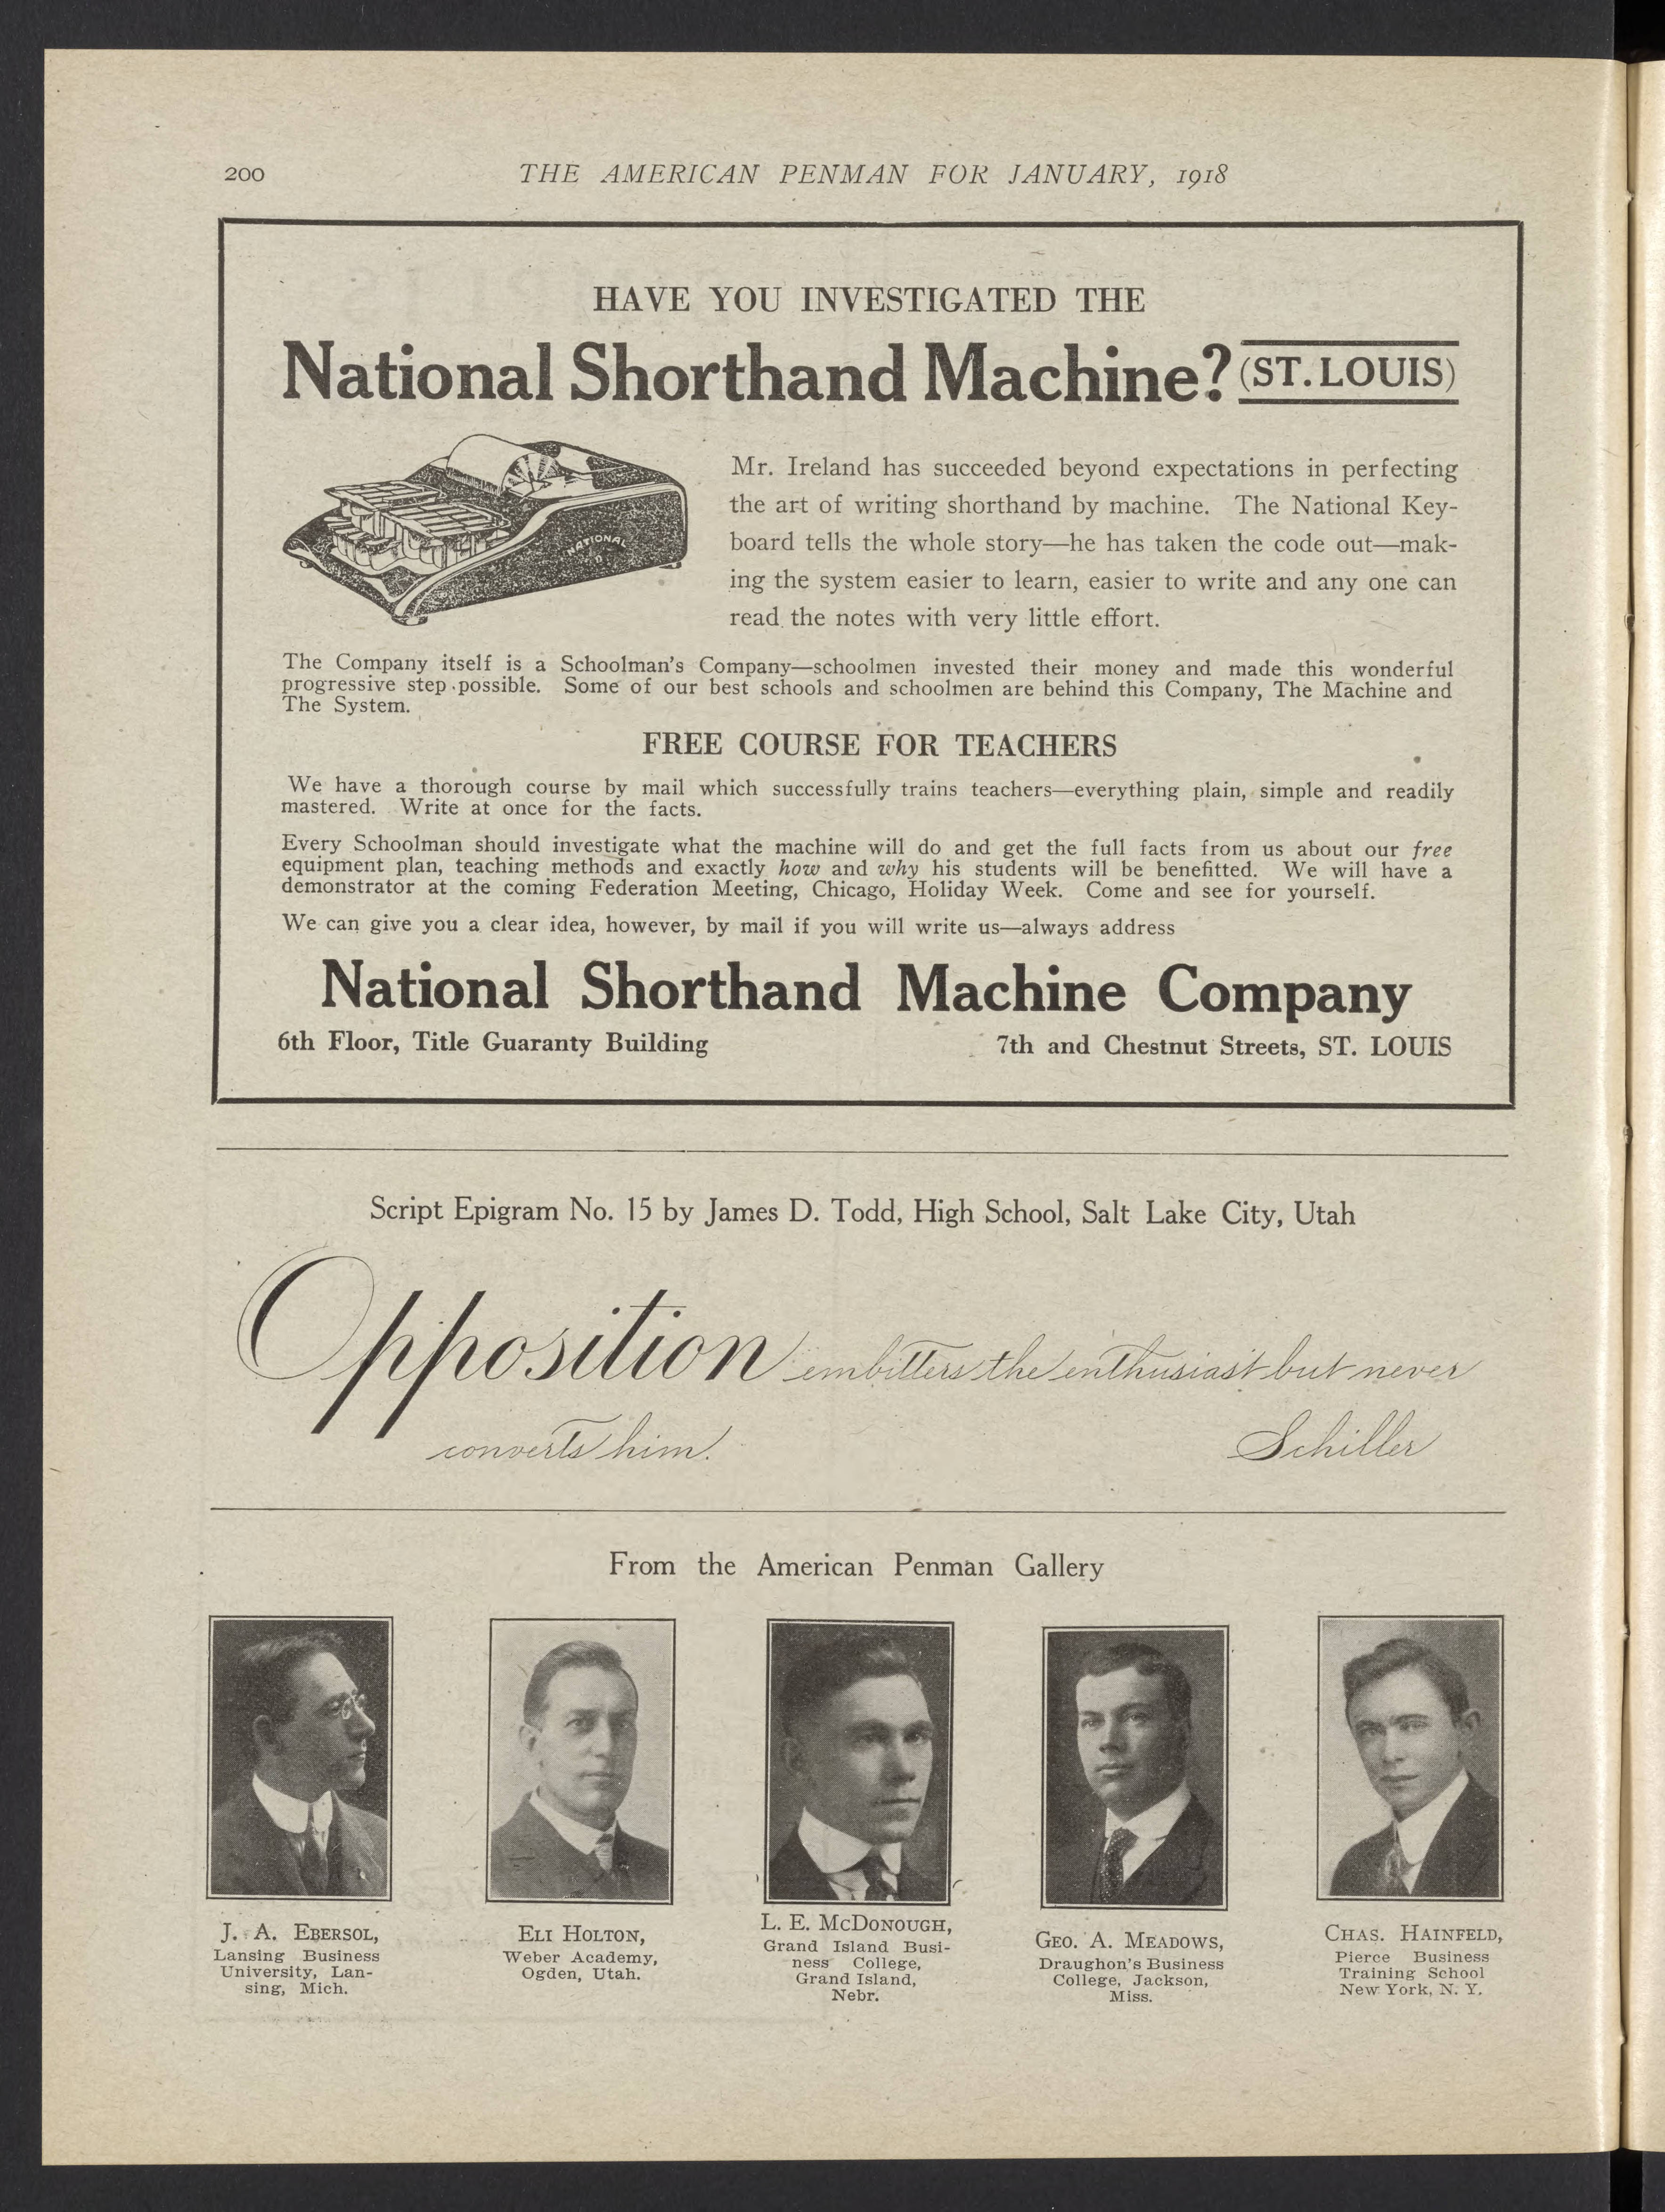 200
THE AMERICAN PENMAN FOR JANUARY, 1918
HAVE YOU INVESTIGATED THE
National Shorthand Machine? (ST. LOUIS)
NATIONAL
Mr. Ireland has succeeded beyond expectations in perfecting
the art of writing shorthand by machine. The National Key-
board tells the whole story—he has taken the code out—mak-
ing the system easier to learn, easier to write and any one can
read the notes with very little effort.
The Company itself is a Schoolman's Company—schoolmen invested their money and made this wonderful
progressive step possible. Some of our best schools and schoolmen are behind this Company, The Machine and
The System.
FREE COURSE FOR TEACHERS
We have a thorough course by mail which successfully trains teachers—everything plain, simple and readily
mastered. Write at once for the facts.
Every Schoolman should investigate what the machine will do and get the full facts from us about our free
equipment plan, teaching methods and exactly how and why his students will be benefitted. We will have a
demonstrator at the coming Federation Meeting, Chicago, Holiday Week. Come and see for yourself.
We can give you a clear idea, however, by mail if you will write us—always address
National Shorthand Machine Company
6th Floor, Title Guaranty Building 7th and Chestnut Streets, ST. LOUIS
Script Epigram No. 15 by James D. Todd, High School, Salt Lake City, Utah
Opposition embitters the enthusiast but never
converts him. Schiller
From the American Penman Gallery
J. A. EBERSOL,
Lansing Business
University, Lan-
sing, Mich.
ELI HOLTON,
Weber Academy,
Ogden, Utah.
L. E. MCDONOUGH,
Grand Island Busi-
ness College,
Grand Island,
Nebr.
GEO. A. MEADOWS,
Draughon's Business
College, Jackson,
Miss.
CHAS. HAINFELD,
Pierce Business
Training School
New York, N. Y.